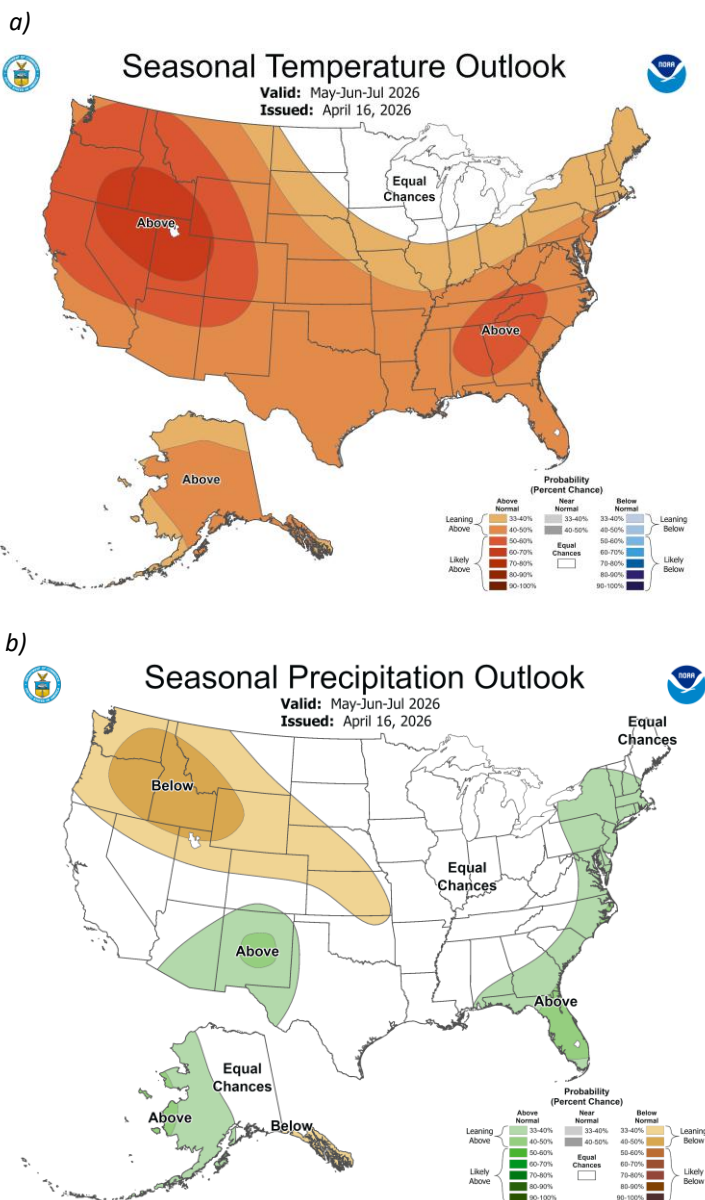 a)
Seasonal Temperature Outlook
Valid: May-Jun-Jul 2026
Issued: April 16, 2026
NOAA
Equal
Chances
Above
Above
Above
Probability
(Percent Chance)
Above
Normal
Near
Normal
Below
Normal
Leaning
Above
33-40%
40-50%
50-60%
60-70%
70-80%
80-90%
90-100%
Likely
Above
33-40%
40-50%
Equal
Chances
33-40%
40-50%
50-60%
60-70%
70-80%
80-90%
90-100%
Leaning
Below
Likely
Below
b)
Seasonal Precipitation Outlook
Valid: May-Jun-Jul 2026
Issued: April 16, 2026
NOAA
Equal
Chances
Below
Equal
Chances
Above
Above
Equal
Chances
Above
Below
Probability
(Percent Chance)
Above
Normal
Near
Normal
Below
Normal
Leaning
Above
33-40%
40-50%
50-60%
60-70%
70-80%
80-90%
90-100%
Likely
Above
33-40%
40-50%
Equal
Chances
33-40%
40-50%
50-60%
60-70%
70-80%
80-90%
90-100%
Leaning
Below
Likely
Below